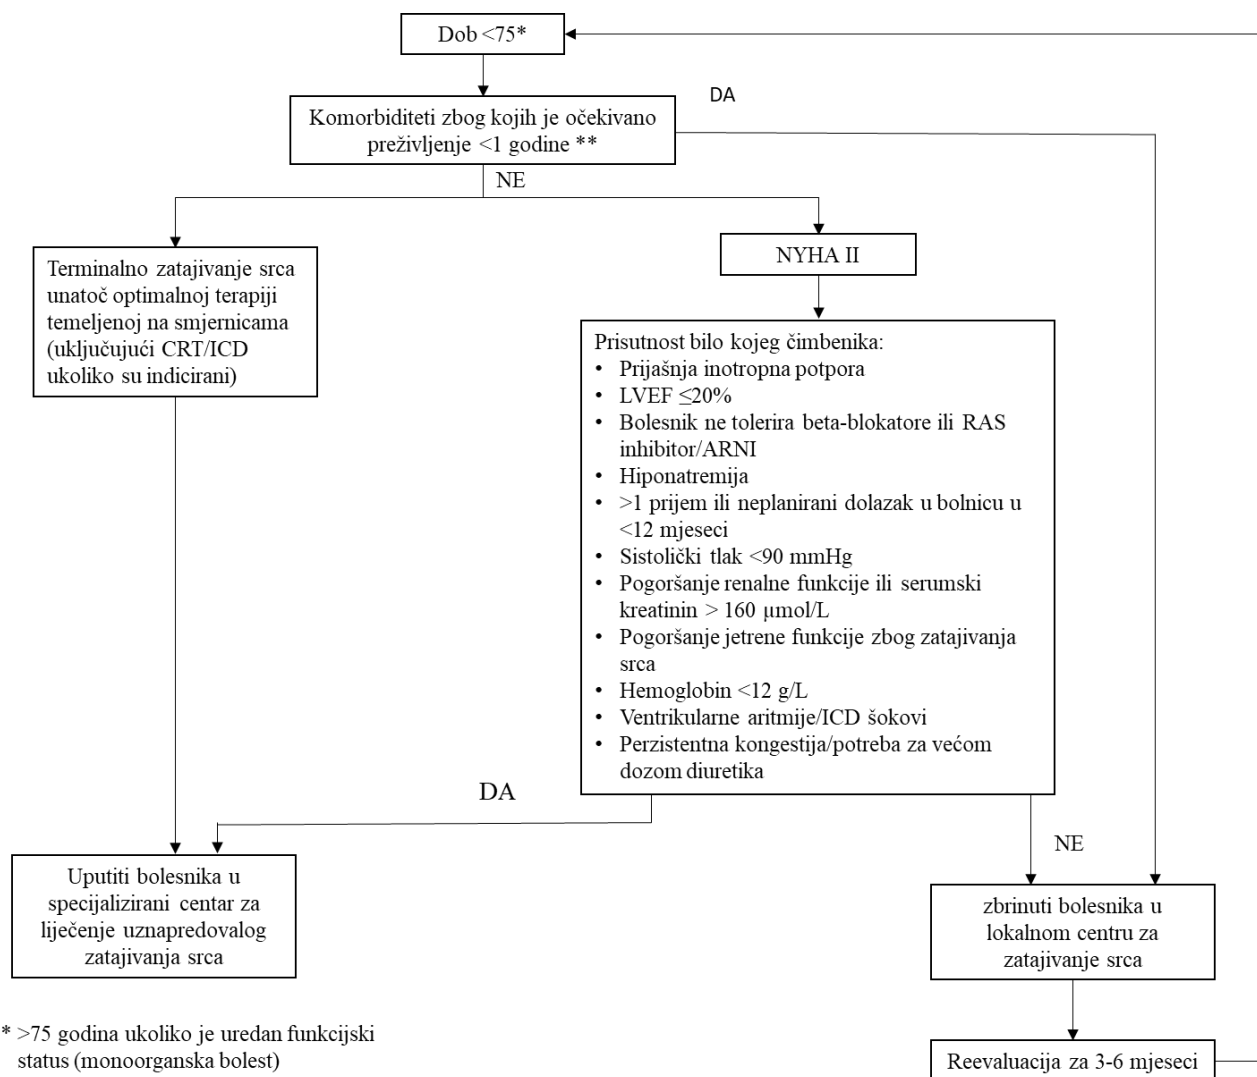 Dob <75*
DA
Komorbiditeti zbog kojih je očekivano
preživljenje <1 godine **
NE
Terminalno zatajivanje srca
unatoč optimalnoj terapiji
temeljenoj na smjernicama
(uključujući CRT/ICD
ukoliko su indicirani)
NYHA II
Prisutnost bilo kojeg čimbenika:
• Prijašnja inotropna potpora
• LVEF ≤20%
• Bolesnik ne tolerira beta-blokatore ili RAS
inhibitor/ARNI
• Hiponatremija
• >1 prijem ili neplanirani dolazak u bolnicu u
<12 mjeseci
• Sistolički tlak <90 mmHg
• Pogoršanje renalne funkcije ili serumski
kreatinin > 160 µmol/L
• Pogoršanje jetrene funkcije zbog zatajivanja
srca
• Hemoglobin <12 g/L
• Ventrikularne aritmije/ICD šokovi
• Perzistentna kongestija/potreba za većom
dozom diuretika
DA
NE
Uputiti bolesnika u
specijalizirani centar za
liječenje uznapredovalog
zatajivanja srca
zbrinuti bolesnika u
lokalnom centru za
zatajivanje srca
* >75 godina ukoliko je uredan funkcijski
status (monoorganska bolest)
Reevaluacija za 3-6 mjeseci